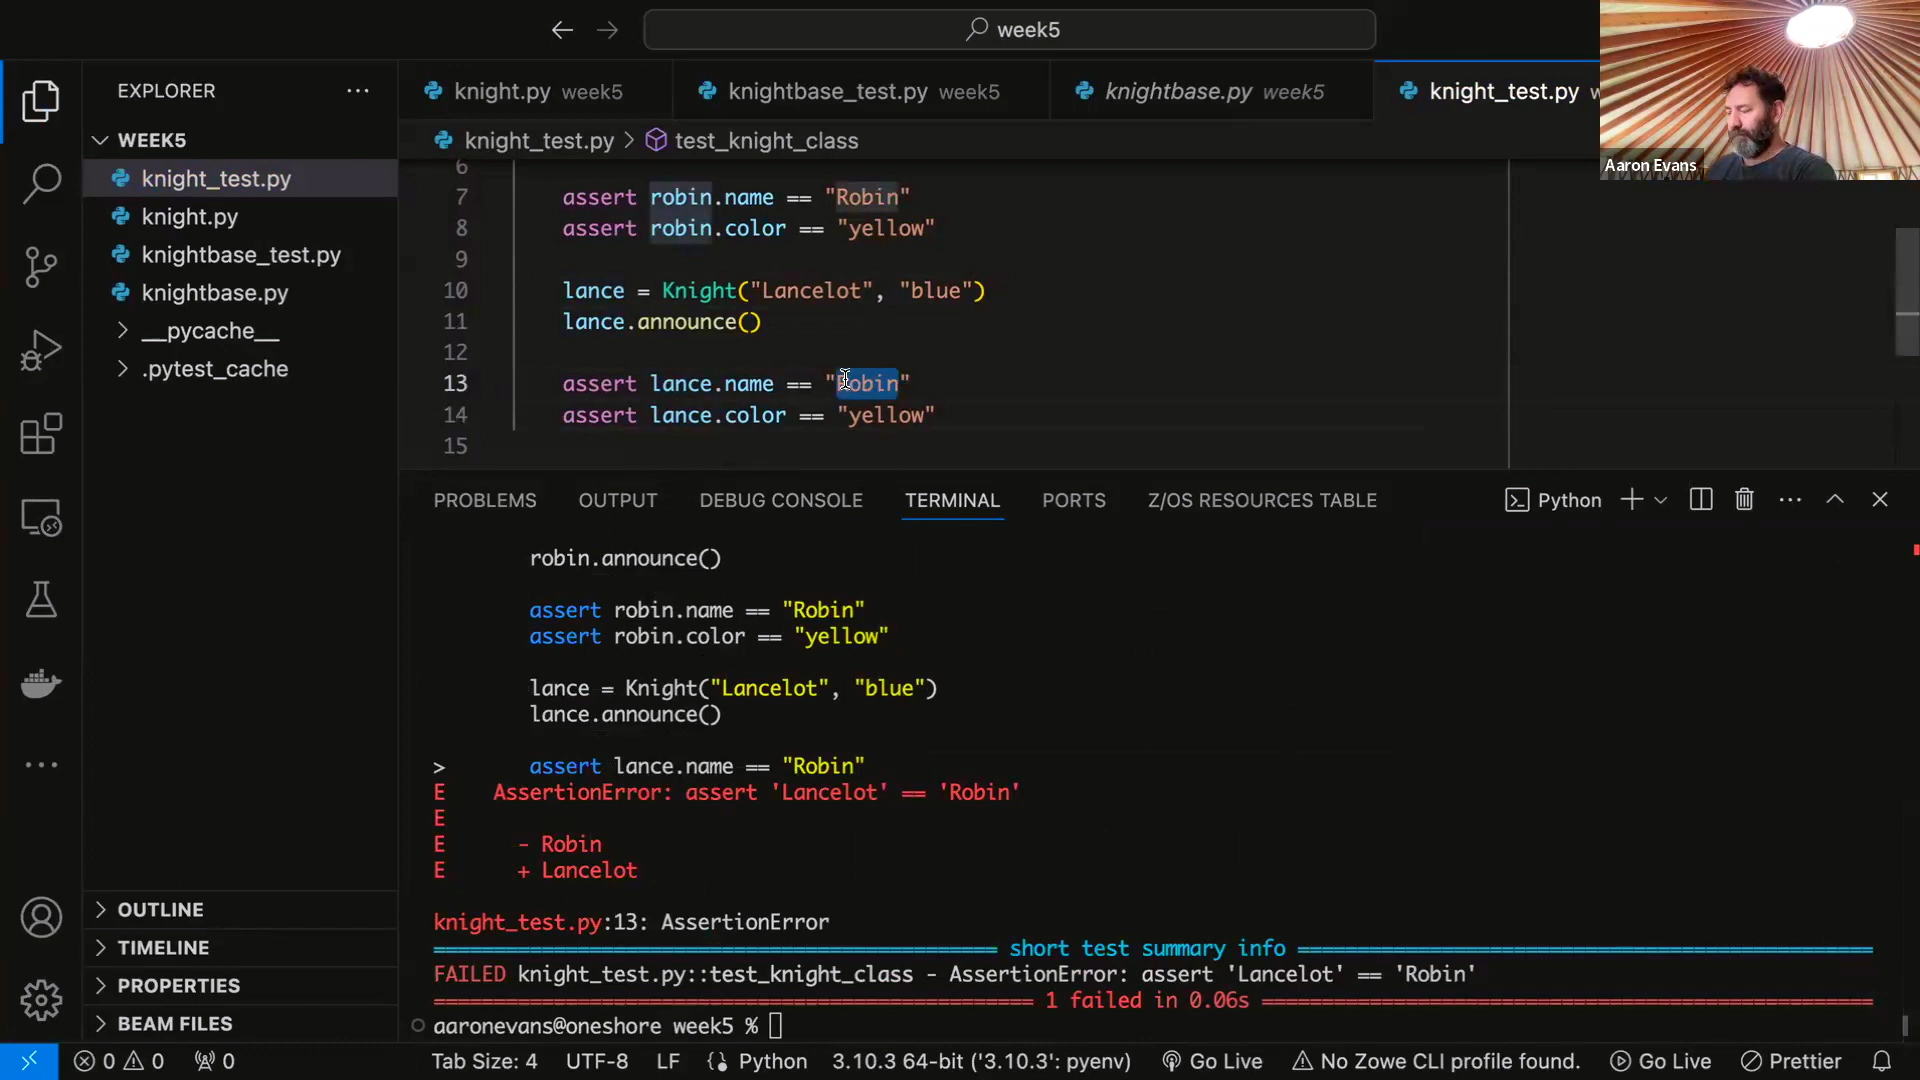 week5
Aaron Evans
EXPLORER
WEEK5
knight_test.py
knight.py
knightbase_test.py
knightbase.py
__pycache__
.pytest_cache
OUTLINE
TIMELINE
PROPERTIES
BEAM FILES
knight.py week5
knightbase_test.py week5
knightbase.py week5
knight_test.py
knight_test.py > test_knight_class
6
7 assert robin.name == "Robin"
8 assert robin.color == "yellow"
9
10 lance = Knight("Lancelot", "blue")
11 lance.announce()
12
13 assert lance.name == "Robin"
14 assert lance.color == "yellow"
15
PROBLEMS OUTPUT DEBUG CONSOLE TERMINAL PORTS Z/OS RESOURCES TABLE Python
robin.announce()
assert robin.name == "Robin"
assert robin.color == "yellow"
lance = Knight("Lancelot", "blue")
lance.announce()
> assert lance.name == "Robin"
E AssertionError: assert 'Lancelot' == 'Robin'
E
E - Robin
E + Lancelot
knight_test.py:13: AssertionError
short test summary info
FAILED knight_test.py::test_knight_class - AssertionError: assert 'Lancelot' == 'Robin'
1 failed in 0.06s
aaronevans@oneshore week5 %
0 0 0 Tab Size: 4 UTF-8 LF Python 3.10.3 64-bit ('3.10.3': pyenv) Go Live No Zowe CLI profile found. Go Live Prettier